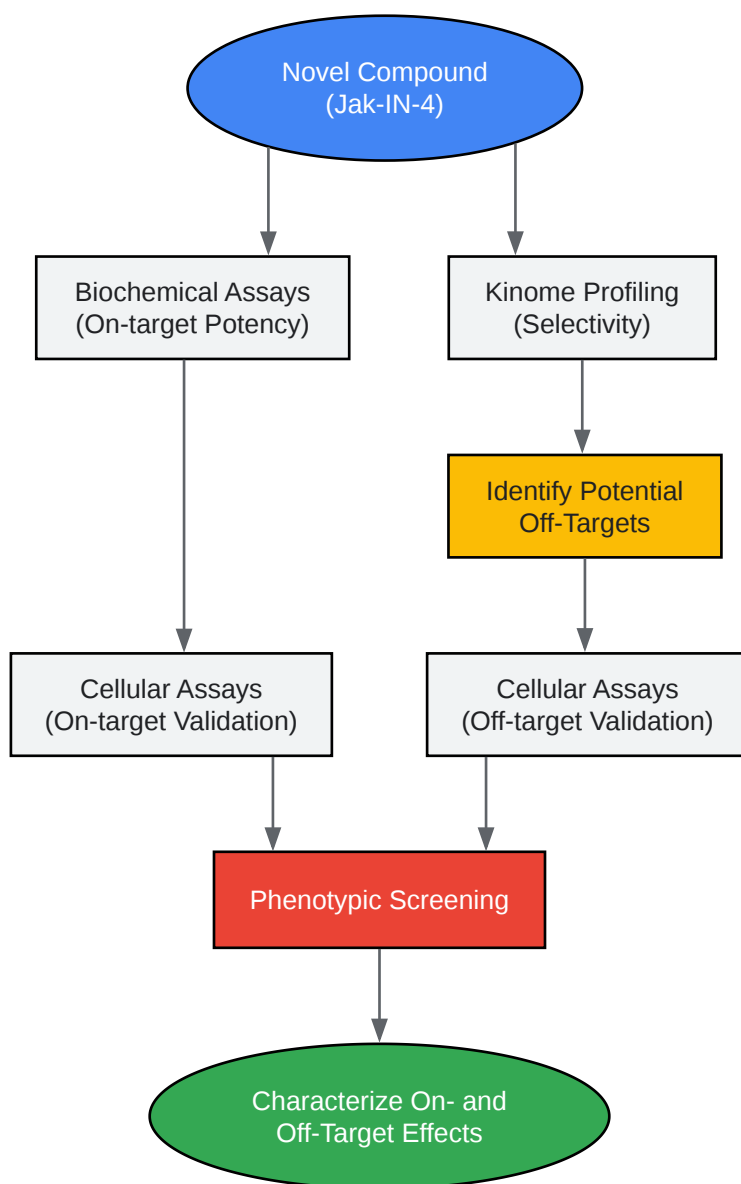 Novel Compound
(Jak-IN-4)
Biochemical Assays
(On-target Potency)
Kinome Profiling
(Selectivity)
Identify Potential
Off-Targets
Cellular Assays
(On-target Validation)
Cellular Assays
(Off-target Validation)
Phenotypic Screening
Characterize On- and
Off-Target Effects